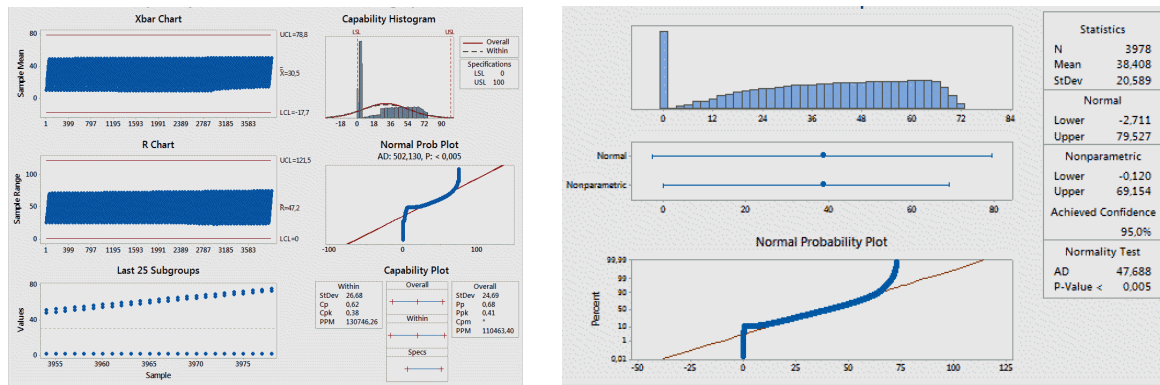 Xbar Chart
Sample Mean
80
40
0
UCL=78,8
X=30,5
LCL=-17,7
1 399 797 1195 1593 1991 2389 2787 3185 3583
Capability Histogram
LSL USL
Overall
Within
Specifications
LSL 0
USL 100
-18 0 18 36 54 72 90
R Chart
Sample Range
100
50
0
UCL=121,5
R=47,2
LCL=0
1 399 797 1195 1593 1991 2389 2787 3185 3583
Normal Prob Plot
AD: 502,130, P: < 0,005
-100 0 100
Last 25 Subgroups
Values
80
40
0
3955 3960 3965 3970 3975
Sample
Capability Plot
Within
StDev 26,68
Cp 0,62
Cpk 0,38
PPM 130746,26
Overall
Within
Specs
Overall
StDev 24,69
Pp 0,68
Ppk 0,41
Cpm *
PPM 110463,40
0 12 24 36 48 60 72 84
Normal
Nonparametric
0 20 40 60 80
Normal Probability Plot
Percent
99,99
99
90
50
10
1
0,01
-50 -25 0 25 50 75 100 125
Statistics
N 3978
Mean 38,408
StDev 20,589
Normal
Lower -2,711
Upper 79,527
Nonparametric
Lower -0,120
Upper 69,154
Achieved Confidence
95,0%
Normality Test
AD 47,688
P-Value < 0,005